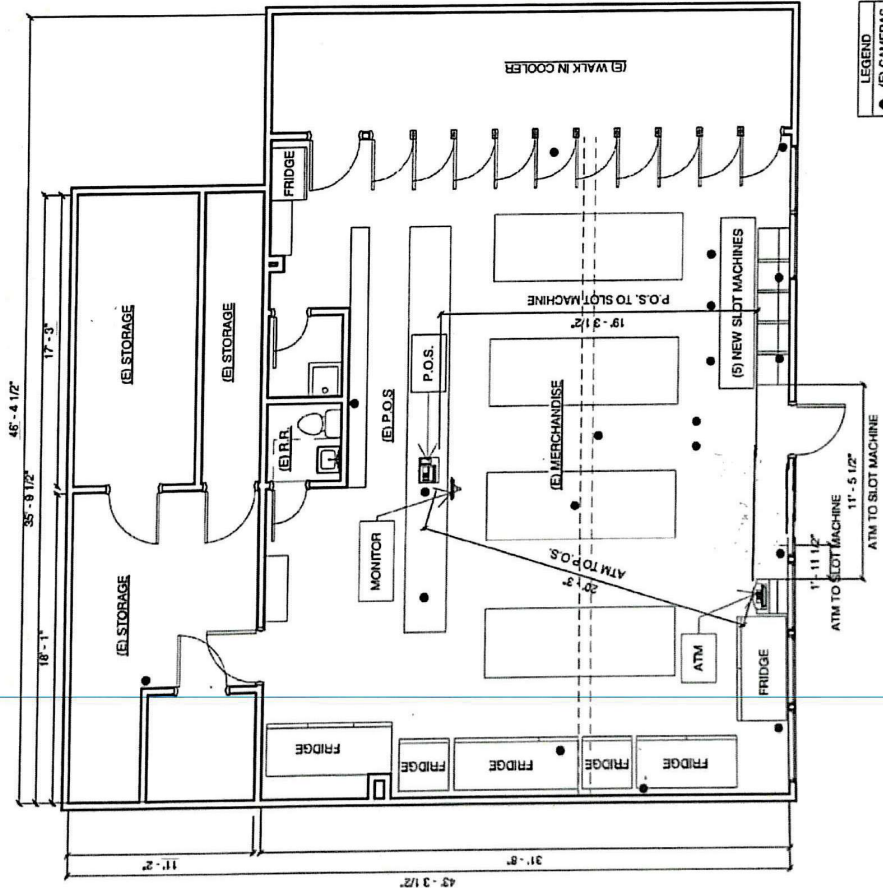 46' - 4 1/2"
35' - 9 1/2"
18' - 1"
17' - 3"
(E) STORAGE
(E) STORAGE
(E) STORAGE
(E) WALK IN COOLER
11' - 2"
31' - 8"
43' - 3 1/2"
(E) R.R.
FRIDGE
(E) P.O.S
P.O.S.
MONITOR
FRIDGE
FRIDGE
FRIDGE
FRIDGE
FRIDGE
(E) MERCHANDISE
P.O.S. TO SLOT MACHINE
19' - 3 1/2"
ATM TO P.O.S.
20' - 3"
(5) NEW SLOT MACHINES
ATM
FRIDGE
1' - 11 1/2"
ATM TO SLOT MACHINE
11' - 5 1/2"
ATM TO SLOT MACHINE
LEGEND
(E) CAMERAS